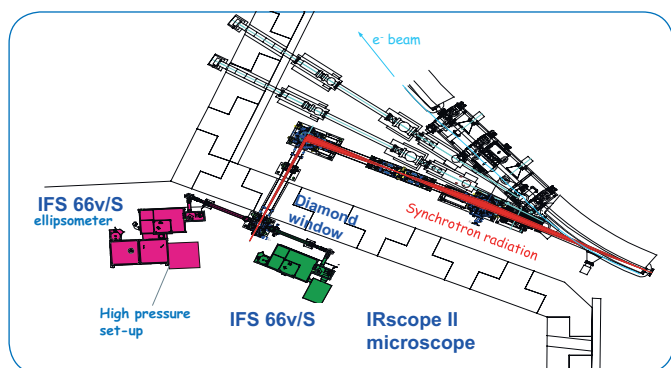 e⁻ beam
IFS 66v/S
ellipsometer
Diamond
window
Synchrotron radiation
High pressure
set-up
IFS 66v/S
IRscope II
microscope